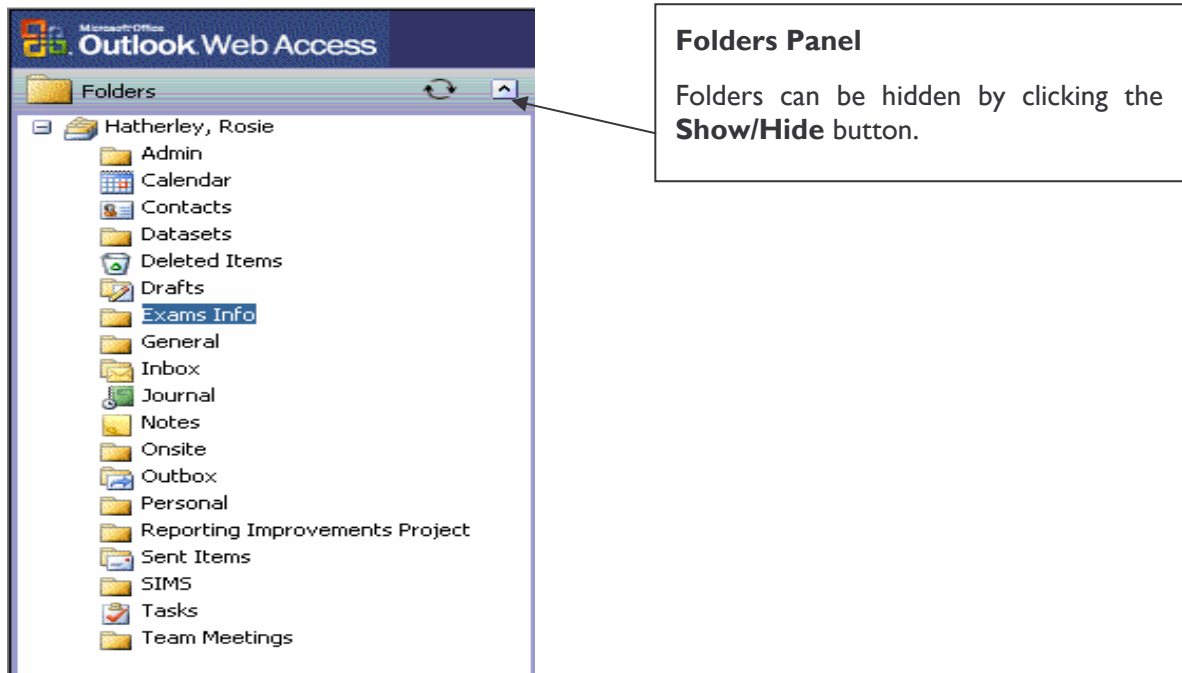 Microsoft Office
Outlook Web Access
Folders
Hatherley, Rosie
Admin
Calendar
Contacts
Datasets
Deleted Items
Drafts
Exams Info
General
Inbox
Journal
Notes
Onsite
Outbox
Personal
Reporting Improvements Project
Sent Items
SIMS
Tasks
Team Meetings
Folders Panel
Folders can be hidden by clicking the
Show/Hide button.